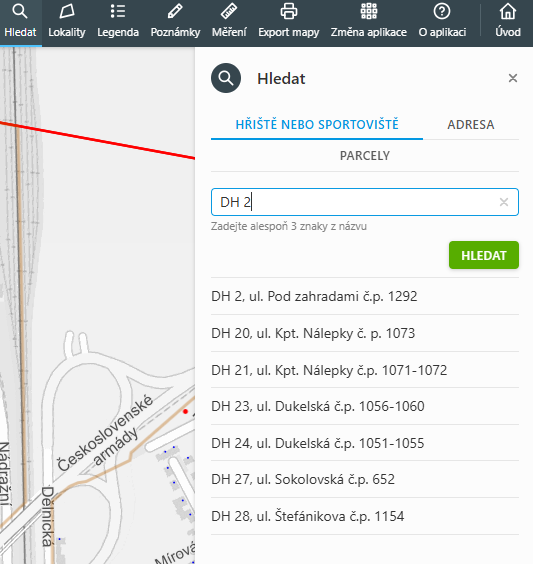 Hledat Lokality Legenda Poznámky Měření Export mapy Změna aplikace O aplikaci Úvod
Hledat
HŘIŠTĚ NEBO SPORTOVIŠTĚ ADRESA
PARCELY
DH 2
Zadejte alespoň 3 znaky z názvu
HLEDAT
DH 2, ul. Pod zahradami č.p. 1292
DH 20, ul. Kpt. Nálepky č. p. 1073
DH 21, ul. Kpt. Nálepky č.p. 1071-1072
DH 23, ul. Dukelská č.p. 1056-1060
DH 24, ul. Dukelská č.p. 1051-1055
DH 27, ul. Sokolovská č.p. 652
DH 28, ul. Štefánikova č.p. 1154
Československé
armády
Nádražní
Dělnická
Mírová